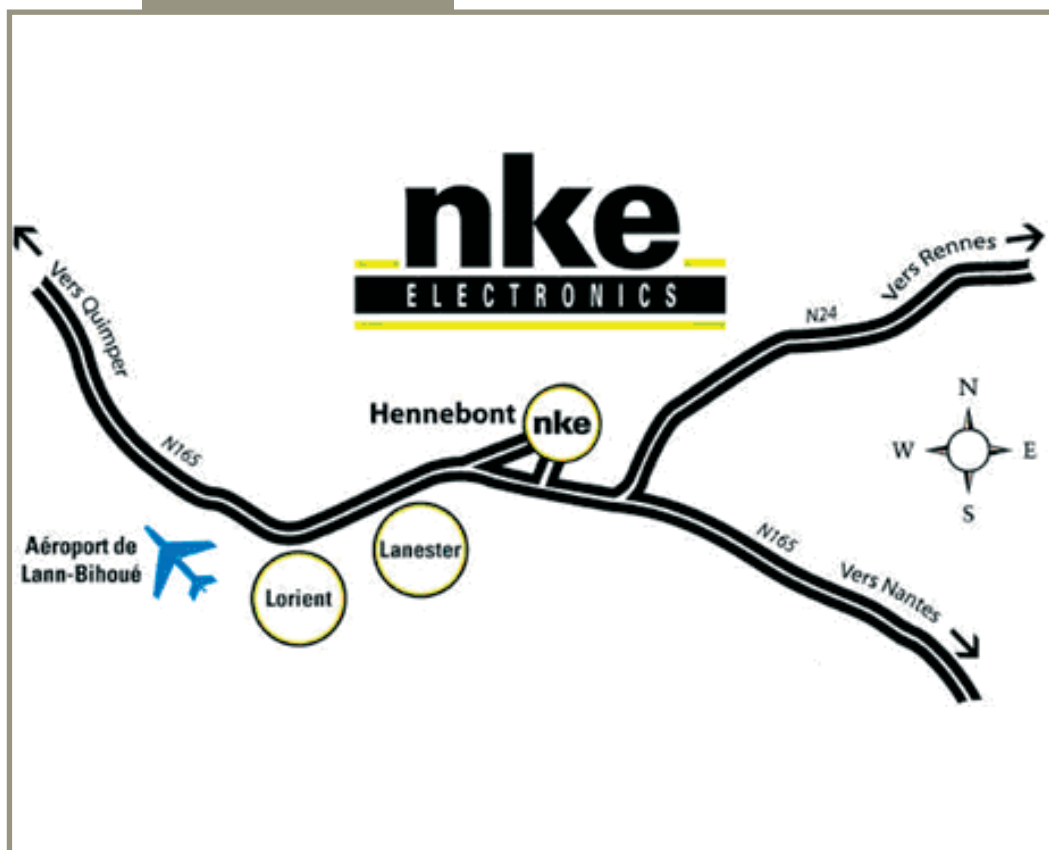 nke
ELECTRONICS
Vers Quimper
Vers Rennes
N24
Hennebont
nke
N165
N
W
E
S
Aéroport de
Lann-Bihoué
Lanester
Lorient
N165
Vers Nantes